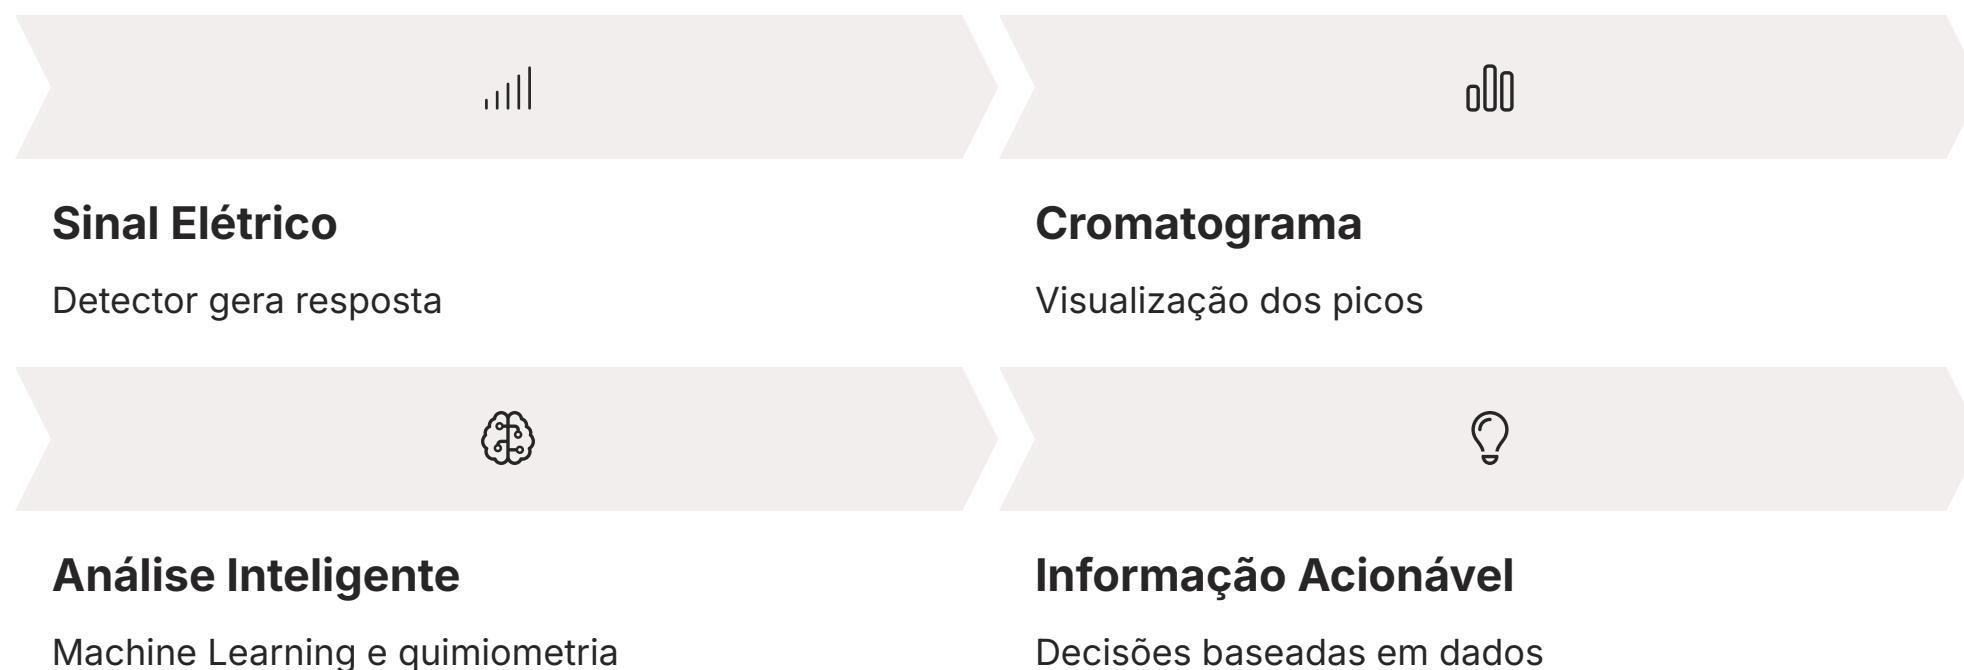 Sinal Elétrico
Detector gera resposta
Cromatograma
Visualização dos picos
Análise Inteligente
Machine Learning e quimiometria
Informação Acionável
Decisões baseadas em dados